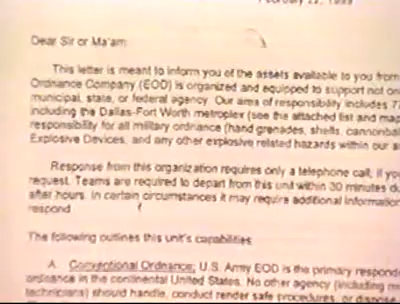 February 22, 1999
Dear Sir or Ma'am
This letter is meant to inform you of the assets available to you from
Ordnance Company (EOD) is organized and equipped to support not on
municipal, state, or federal agency. Our area of responsibility includes 7
including the Dallas-Fort Worth metroplex (see the attached list and map
responsibility for all military ordnance (hand grenades, shells, cannonbal
Explosive Devices, and any other explosive related hazards within our a
Response from this organization requires only a telephone call, if yo
request. Teams are required to depart from this unit within 30 minutes du
after hours. In certain circumstances it may require additional information
respond
The following outlines this unit's capabilities
A. Conventional Ordnance; U.S. Army EOD is the primary respond
ordnance in the continental United States. No other agency (including mi
technicians) should handle, conduct render safe procedures, or dispose